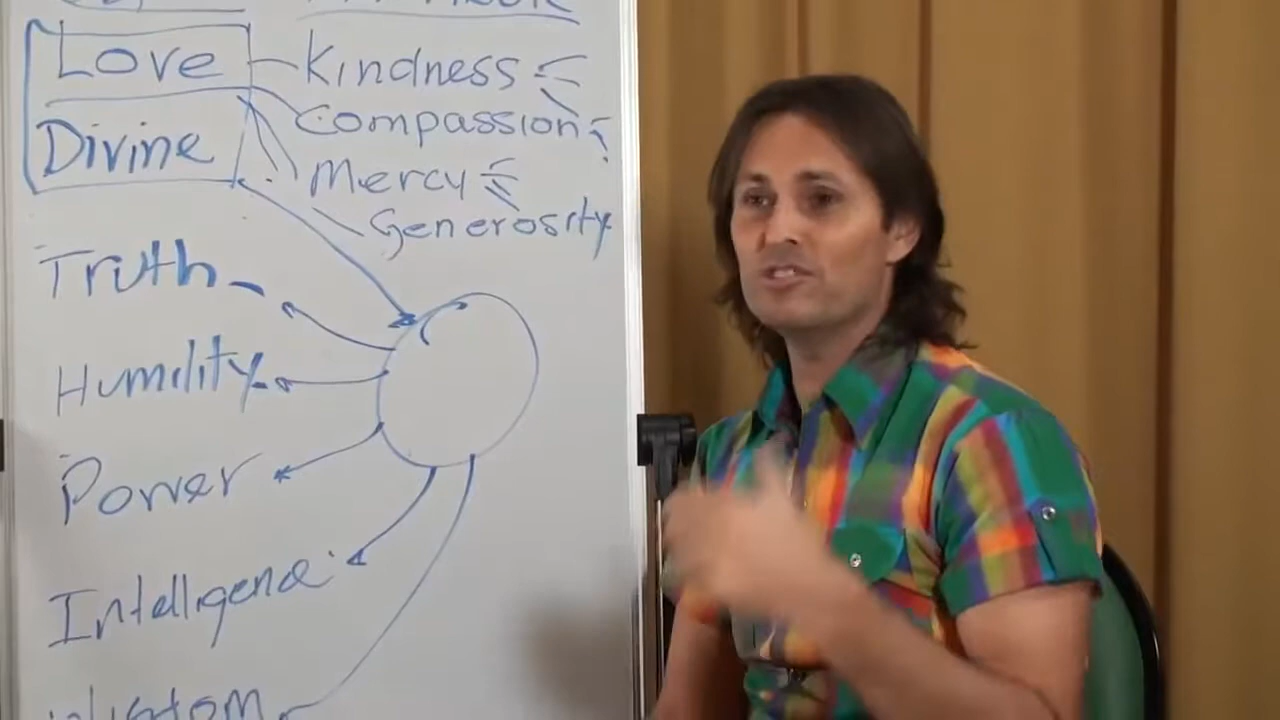 Love
Kindness
Compassion
Divine
Mercy
Generosity
Truth
Humility
Power
Intelligence